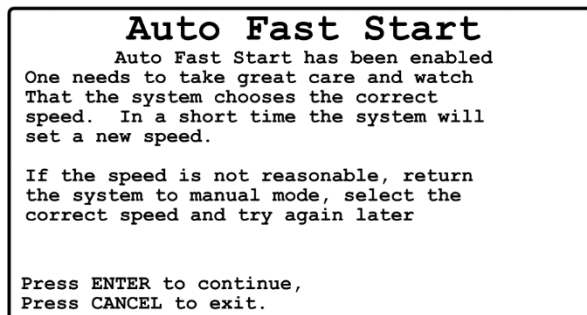 Auto Fast Start
Auto Fast Start has been enabled
One needs to take great care and watch
That the system chooses the correct
speed.  In a short time the system will
set a new speed.
If the speed is not reasonable, return
the system to manual mode, select the
correct speed and try again later
Press ENTER to continue,
Press CANCEL to exit.